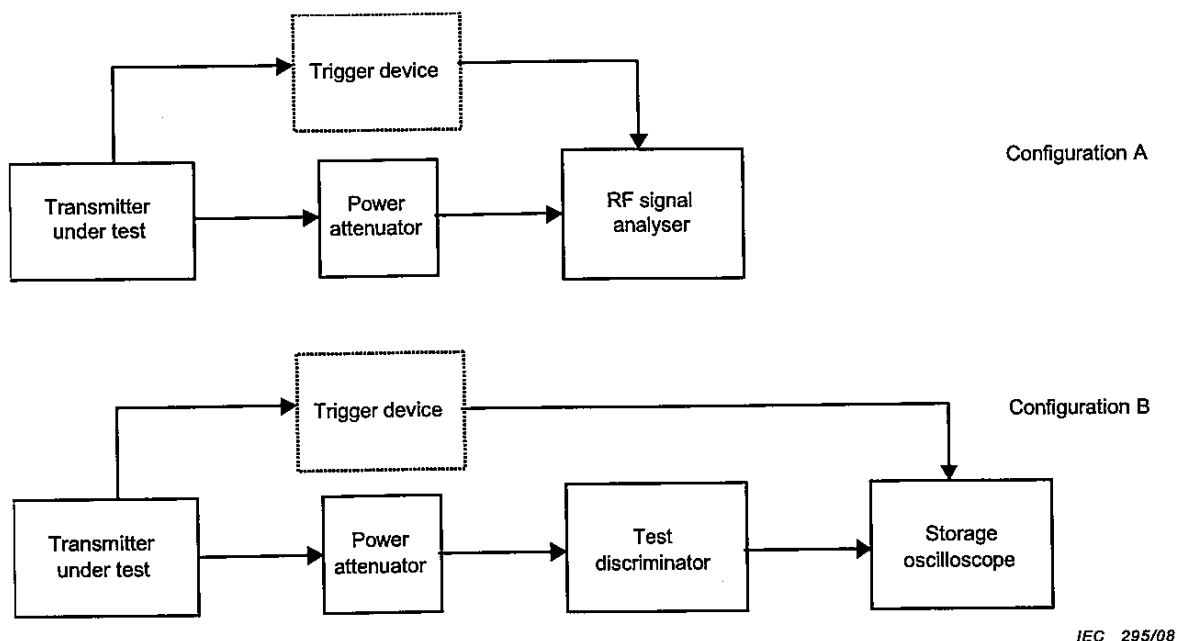 Trigger device
Configuration A
Transmitter
under test
Power
attenuator
RF signal
analyser
Trigger device
Configuration B
Transmitter
under test
Power
attenuator
Test
discriminator
Storage
oscilloscope
IEC 295/08